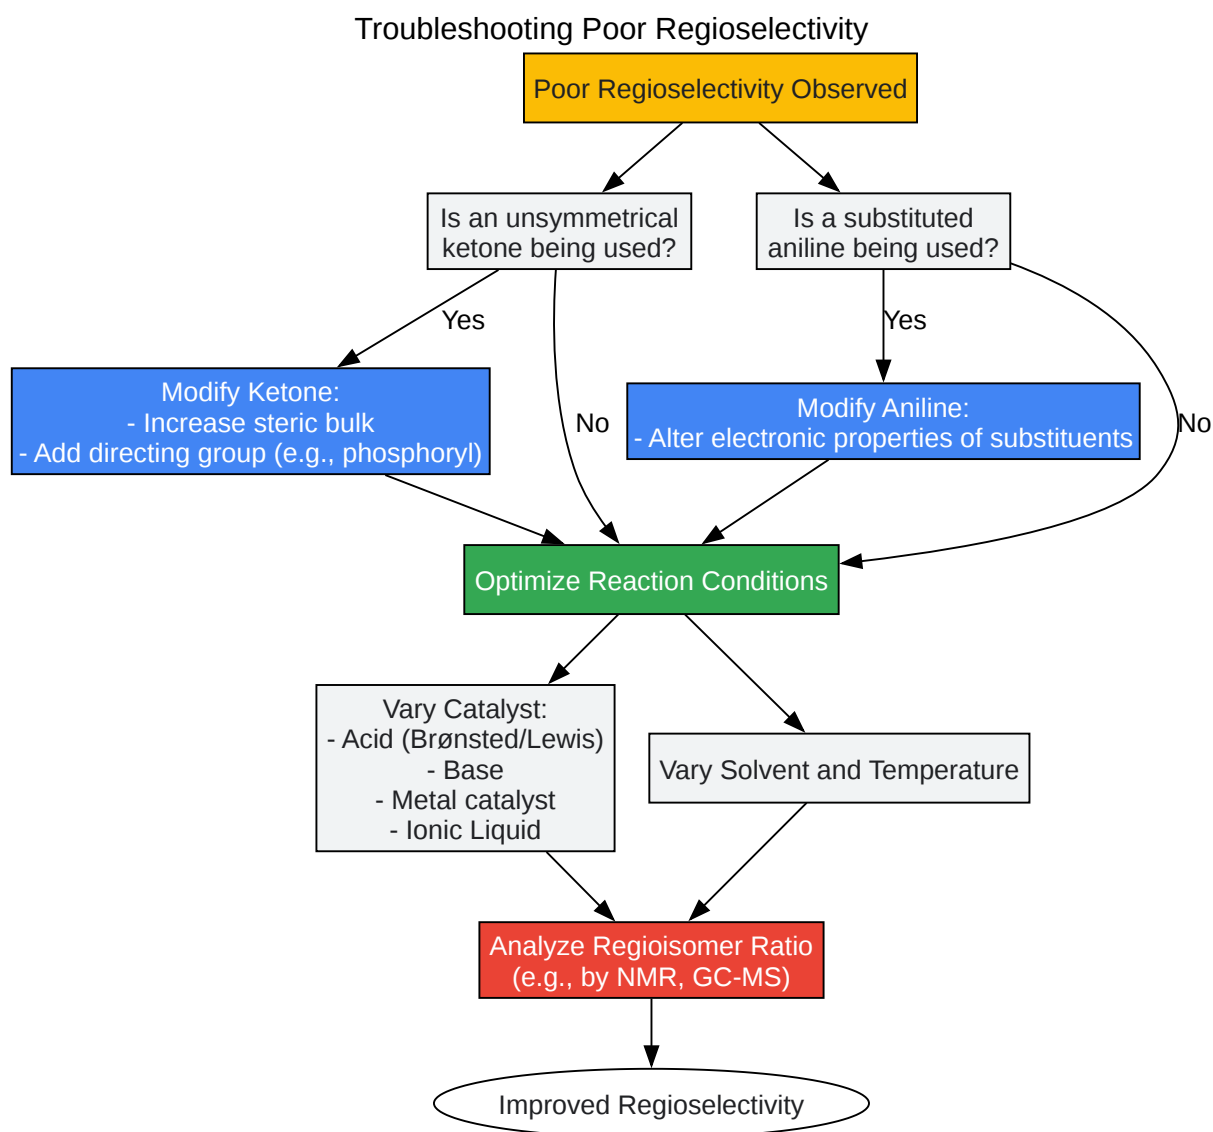 Troubleshooting Poor Regioselectivity
Poor Regioselectivity Observed
Is an unsymmetrical
ketone being used?
Is a substituted
aniline being used?
Yes
Yes
Modify Ketone:
- Increase steric bulk
- Add directing group (e.g., phosphoryl)
No
Modify Aniline:
- Alter electronic properties of substituents
No
Optimize Reaction Conditions
Vary Catalyst:
- Acid (Brønsted/Lewis)
- Base
- Metal catalyst
- Ionic Liquid
Vary Solvent and Temperature
Analyze Regioisomer Ratio
(e.g., by NMR, GC-MS)
Improved Regioselectivity